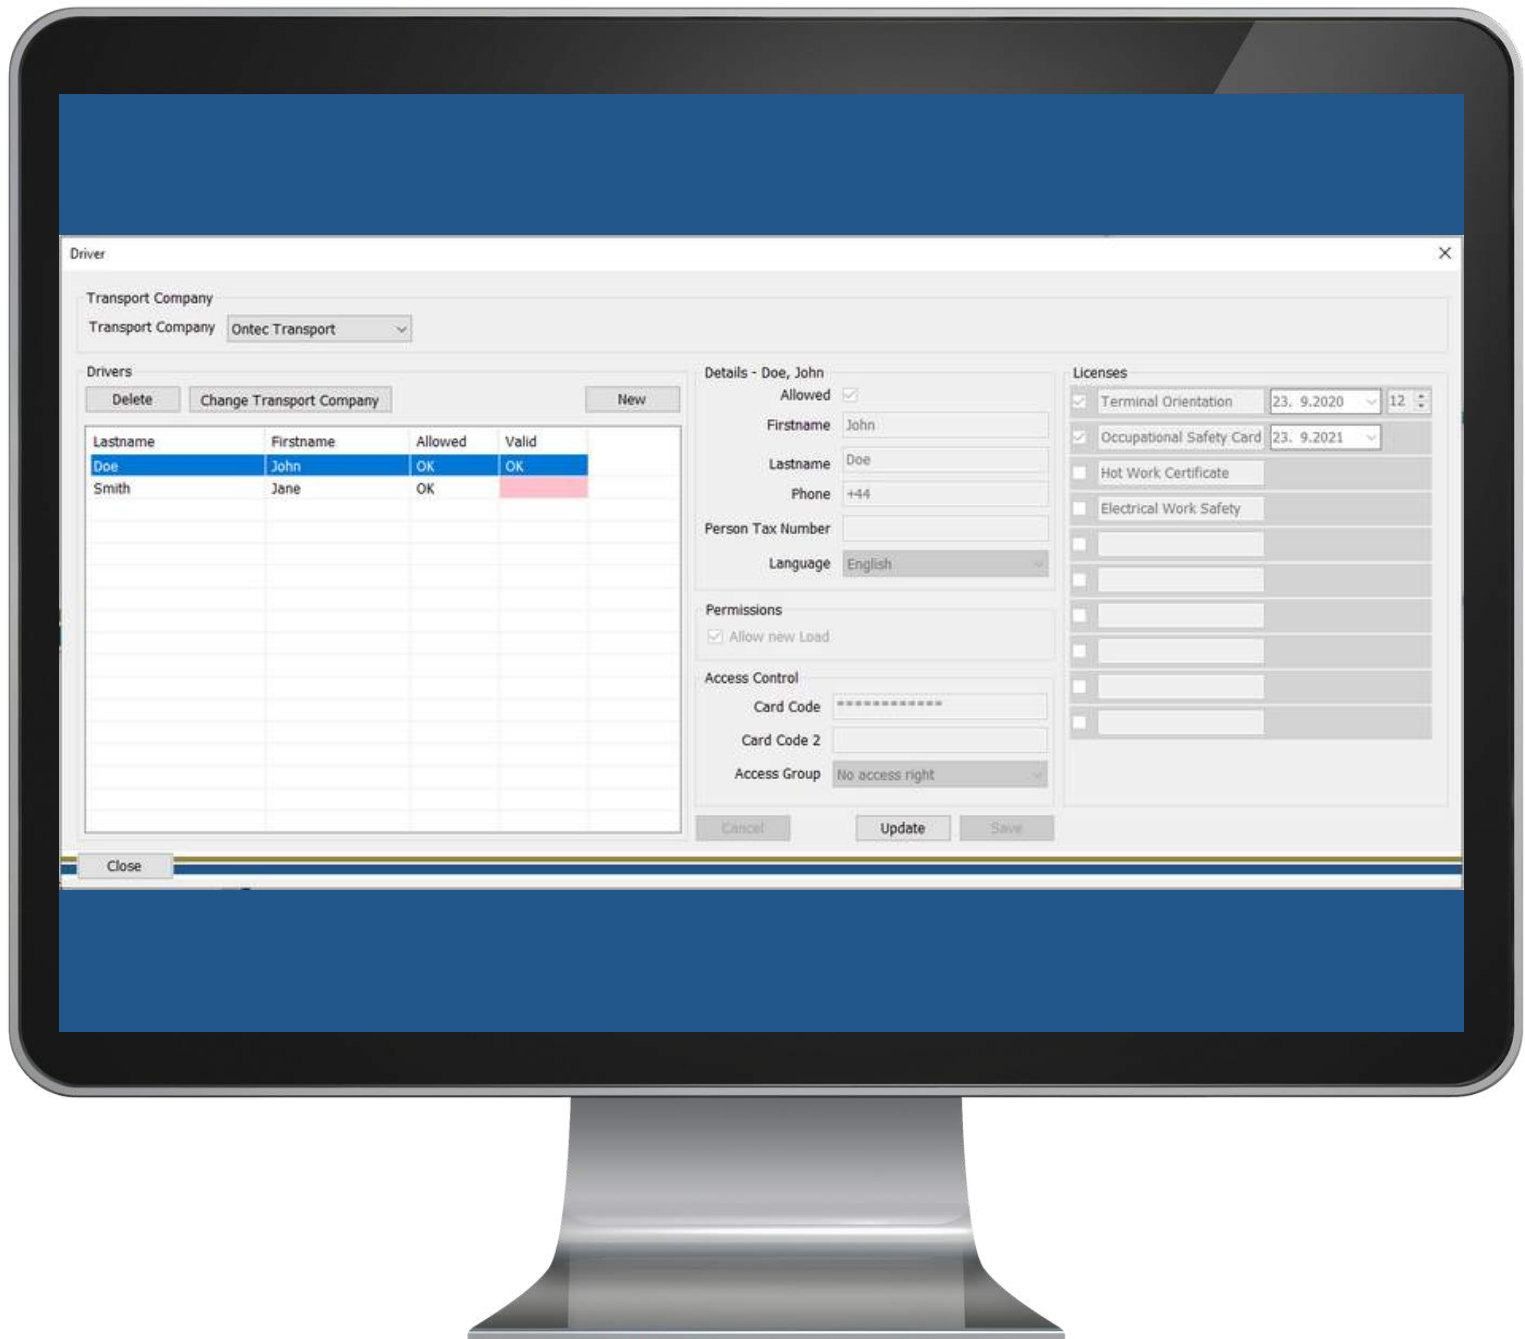 Driver
Transport Company
Transport Company Ontec Transport
Drivers
Delete Change Transport Company New
Lastname Firstname Allowed Valid
Doe John OK OK
Smith Jane OK
Details - Doe, John
Allowed
Firstname John
Lastname Doe
Phone +44
Person Tax Number
Language English
Permissions
Allow new Load
Access Control
Card Code ************
Card Code 2
Access Group No access right
Cancel Update Save
Licenses
Terminal Orientation 23. 9.2020 12
Occupational Safety Card 23. 9.2021
Hot Work Certificate
Electrical Work Safety
Close